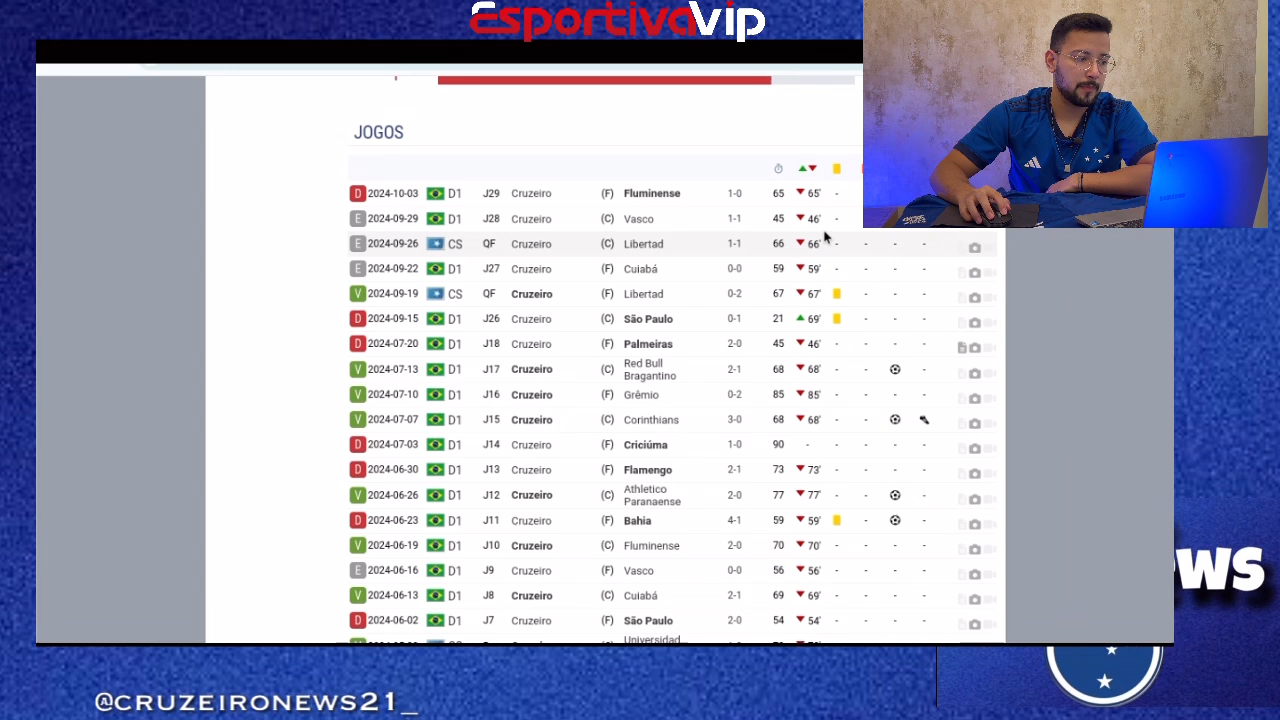 EsportivaVip
JOGOS
D 2024-10-03 D1 J29 Cruzeiro (F) Fluminense 1-0 65 65' -
E 2024-09-29 D1 J28 Cruzeiro (C) Vasco 1-1 45 46' -
E 2024-09-26 CS QF Cruzeiro (C) Libertad 1-1 66 66' - - - -
E 2024-09-22 D1 J27 Cruzeiro (F) Cuiabá 0-0 59 59' - - - -
V 2024-09-19 CS QF Cruzeiro (F) Libertad 0-2 67 67' - - -
D 2024-09-15 D1 J26 Cruzeiro (C) São Paulo 0-1 21 69' - - -
D 2024-07-20 D1 J18 Cruzeiro (F) Palmeiras 2-0 45 46' - - - -
V 2024-07-13 D1 J17 Cruzeiro (C) Red Bull Bragantino 2-1 68 68' - - -
V 2024-07-10 D1 J16 Cruzeiro (F) Grêmio 0-2 85 85' - - - -
V 2024-07-07 D1 J15 Cruzeiro (C) Corinthians 3-0 68 68' - -
D 2024-07-03 D1 J14 Cruzeiro (F) Criciúma 1-0 90 - - - - -
D 2024-06-30 D1 J13 Cruzeiro (F) Flamengo 2-1 73 73' - - - -
V 2024-06-26 D1 J12 Cruzeiro (C) Athletico Paranaense 2-0 77 77' - - -
D 2024-06-23 D1 J11 Cruzeiro (F) Bahia 4-1 59 59' - -
V 2024-06-19 D1 J10 Cruzeiro (C) Fluminense 2-0 70 70' - - - -
E 2024-06-16 D1 J9 Cruzeiro (F) Vasco 0-0 56 56' - - - -
V 2024-06-13 D1 J8 Cruzeiro (C) Cuiabá 2-1 69 69' - - - -
D 2024-06-02 D1 J7 Cruzeiro (F) São Paulo 2-0 54 54' - - - -
Universidad
WS
@CRUZEIRONEWS21_